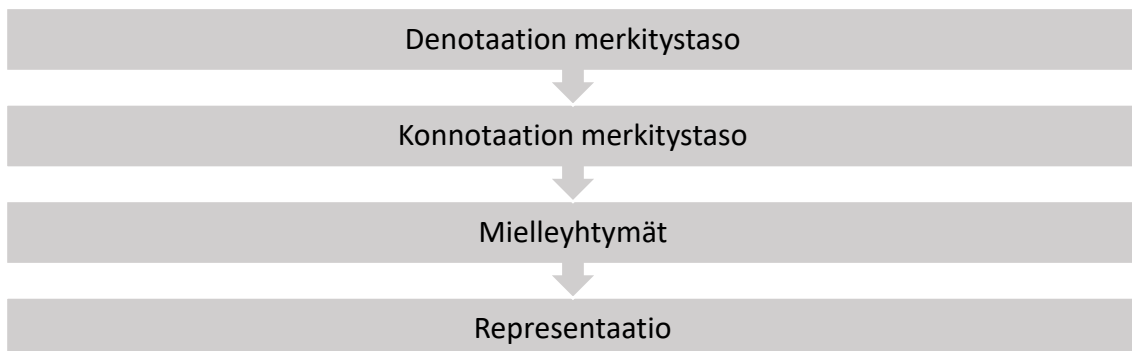 Denotaation merkitystaso
Konnotaation merkitystaso
Mielleyhtymät
Representaatio